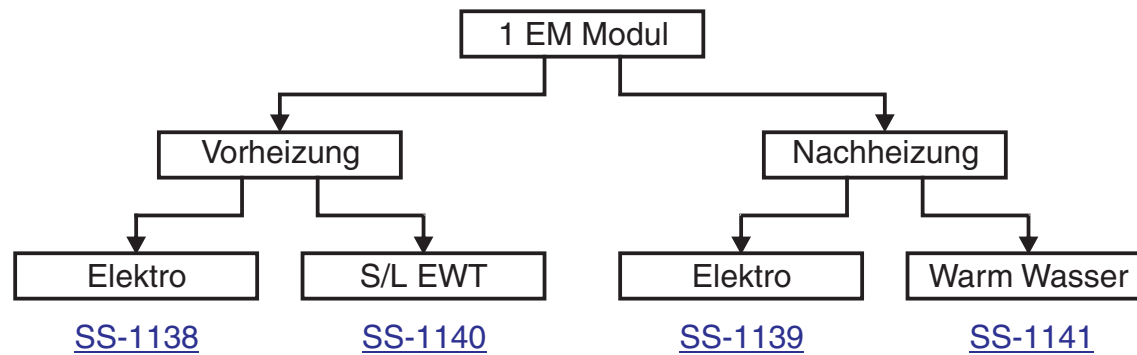 1 EM Modul
Vorheizung Nachheizung
Elektro S/L EWT Elektro Warm Wasser
SS-1138 SS-1140 SS-1139 SS-1141